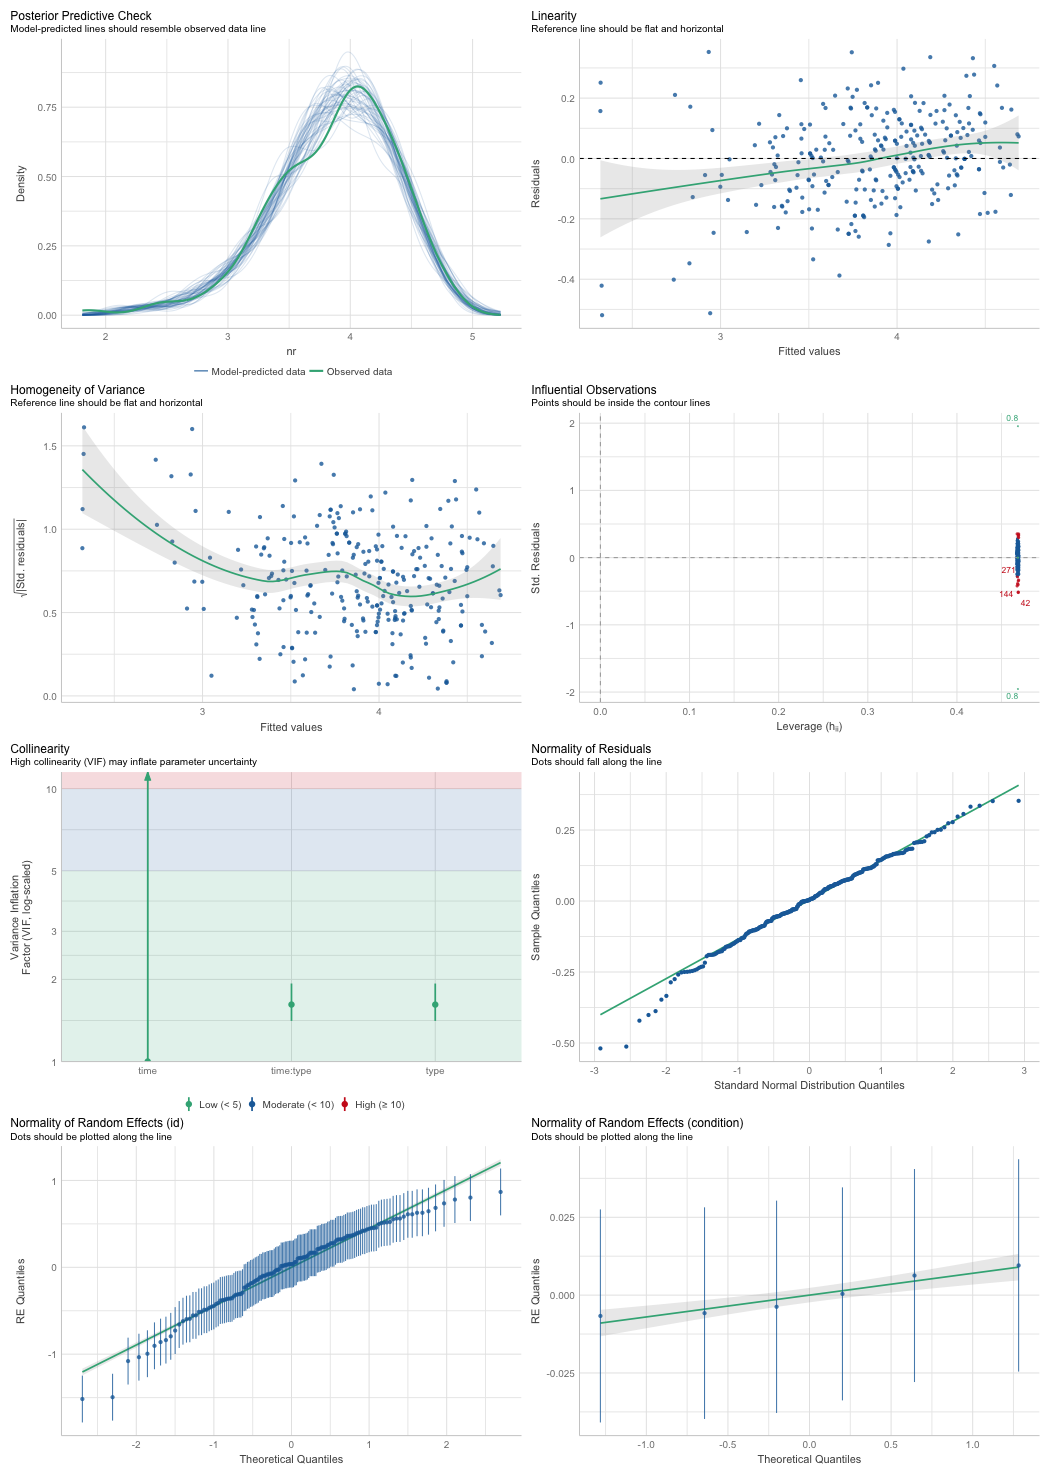 Posterior Predictive Check
Model-predicted lines should resemble observed data line
Density
0.75
0.50
0.25
0.00
2 3 4 5
nr
Model-predicted data Observed data
Linearity
Reference line should be flat and horizontal
Residuals
0.2
0.0
-0.2
-0.4
3 4
Fitted values
Homogeneity of Variance
Reference line should be flat and horizontal
√|Std. residuals|
1.5
1.0
0.5
0.0
3 4
Fitted values
Influential Observations
Points should be inside the contour lines
Std. Residuals
2
1
0
-1
-2
0.8
271
144
42
0.8
0.0 0.1 0.2 0.3 0.4
Leverage (hᵢᵢ)
Collinearity
High collinearity (VIF) may inflate parameter uncertainty
Variance Inflation
Factor (VIF, log-scaled)
10
5
3
2
1
time time:type type
Low (< 5) Moderate (< 10) High (≥ 10)
Normality of Residuals
Dots should fall along the line
Sample Quantiles
0.25
0.00
-0.25
-0.50
-3 -2 -1 0 1 2 3
Standard Normal Distribution Quantiles
Normality of Random Effects (id)
Dots should be plotted along the line
RE Quantiles
1
0
-1
-2 -1 0 1 2
Theoretical Quantiles
Normality of Random Effects (condition)
Dots should be plotted along the line
RE Quantiles
0.025
0.000
-0.025
-1.0 -0.5 0.0 0.5 1.0
Theoretical Quantiles